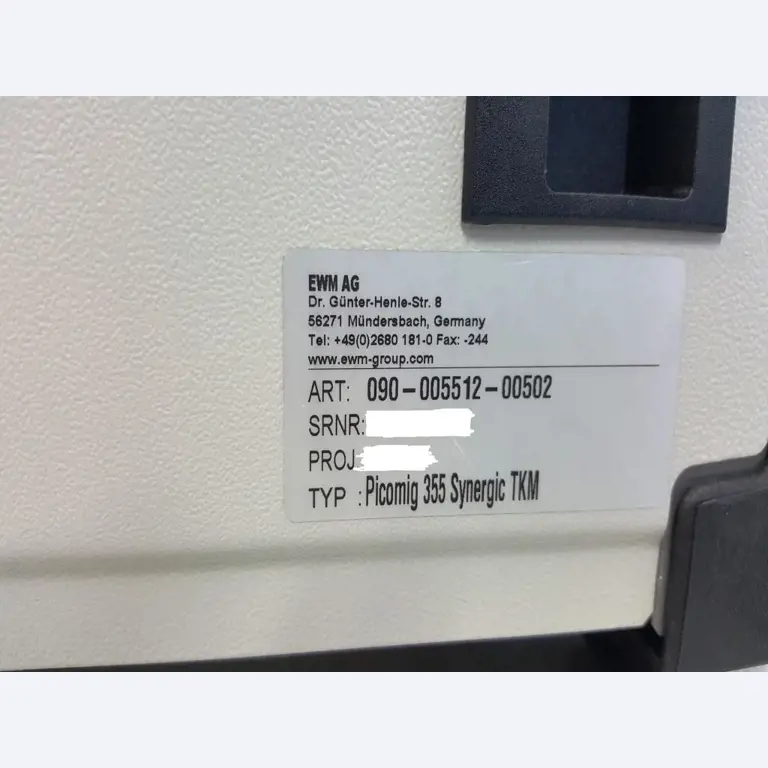 EWM AG
Dr. Günter-Henle-Str. 8
56271 Mündersbach, Germany
Tel: +49(0)2680 181-0 Fax: -244
www.ewm-group.com
ART: 090-005512-00502
SRNR:
PROJ
TYP : Picomig 355 Synergic TKM